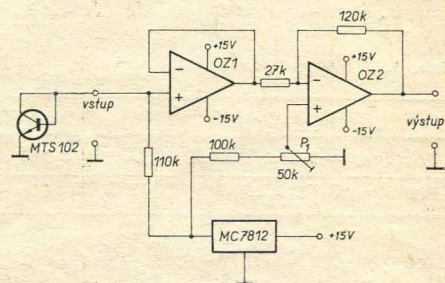 120k
+15V
OZ1
27k
+15V
OZ2
-15V
-15V
vstup
výstup
MTS102
110k
100k
P1
50k
MC7812
+15V